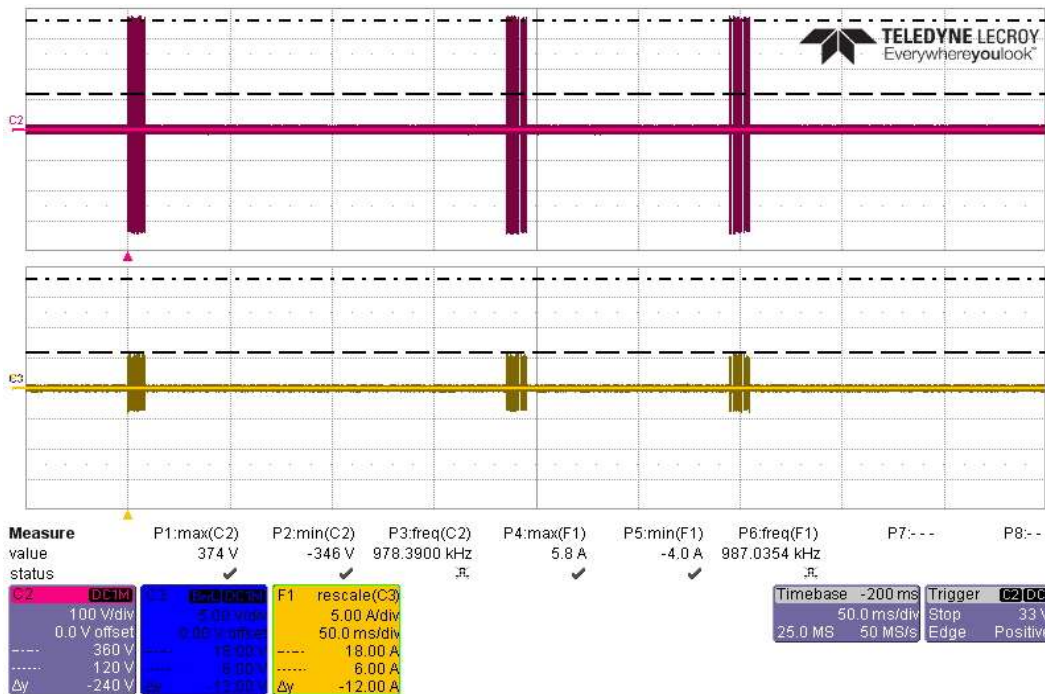 TELEDYNE LECROY
Everywhereyoulook™
C2
C3
Measure P1:max(C2) P2:min(C2) P3:freq(C2) P4:max(F1) P5:min(F1) P6:freq(F1) P7:- - - P8:- -
value 374 V -346 V 978.3900 kHz 5.8 A -4.0 A 987.0354 kHz
status
C2 DC1M
100 V/div
0.0 V offset
360 V
120 V
Δy -240 V
C3 DC1M
5.00 V/div
0.00 V offset
18.00 V
6.00 V
Δy
F1 rescale(C3)
5.00 A/div
50.0 ms/div
18.00 A
6.00 A
Δy -12.00 A
Timebase -200 ms
50.0 ms/div
25.0 MS 50 MS/s
Trigger C2 DC
Stop 33 V
Edge Positive